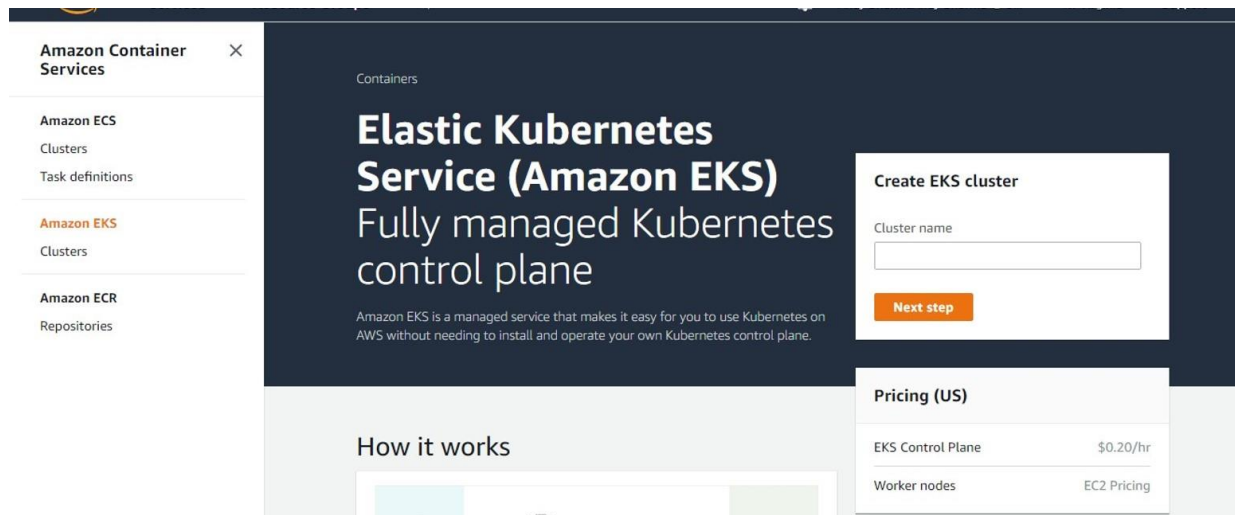 Amazon Container
Services
Amazon ECS
Clusters
Task definitions
Amazon EKS
Clusters
Amazon ECR
Repositories
Containers
Elastic Kubernetes
Service (Amazon EKS)
Fully managed Kubernetes
control plane
Amazon EKS is a managed service that makes it easy for you to use Kubernetes on
AWS without needing to install and operate your own Kubernetes control plane.
Create EKS cluster
Cluster name
Next step
Pricing (US)
EKS Control Plane $0.20/hr
Worker nodes EC2 Pricing
How it works